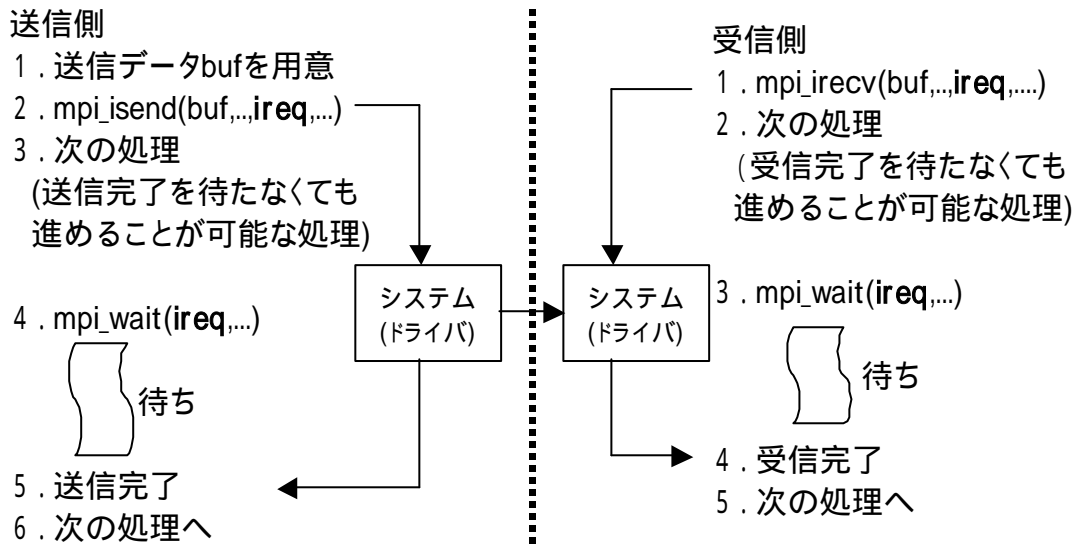 送信側
1．送信データbufを用意
2．mpi_isend(buf,..,ireq,...)
3．次の処理
(送信完了を待たなくても
進めることが可能な処理)
4．mpi_wait(ireq,...)
待ち
5．送信完了
6．次の処理へ
システム
(ドライバ)
システム
(ドライバ)
受信側
1．mpi_irecv(buf,..,ireq,....)
2．次の処理
(受信完了を待たなくても
進めることが可能な処理)
3．mpi_wait(ireq,...)
待ち
4．受信完了
5．次の処理へ